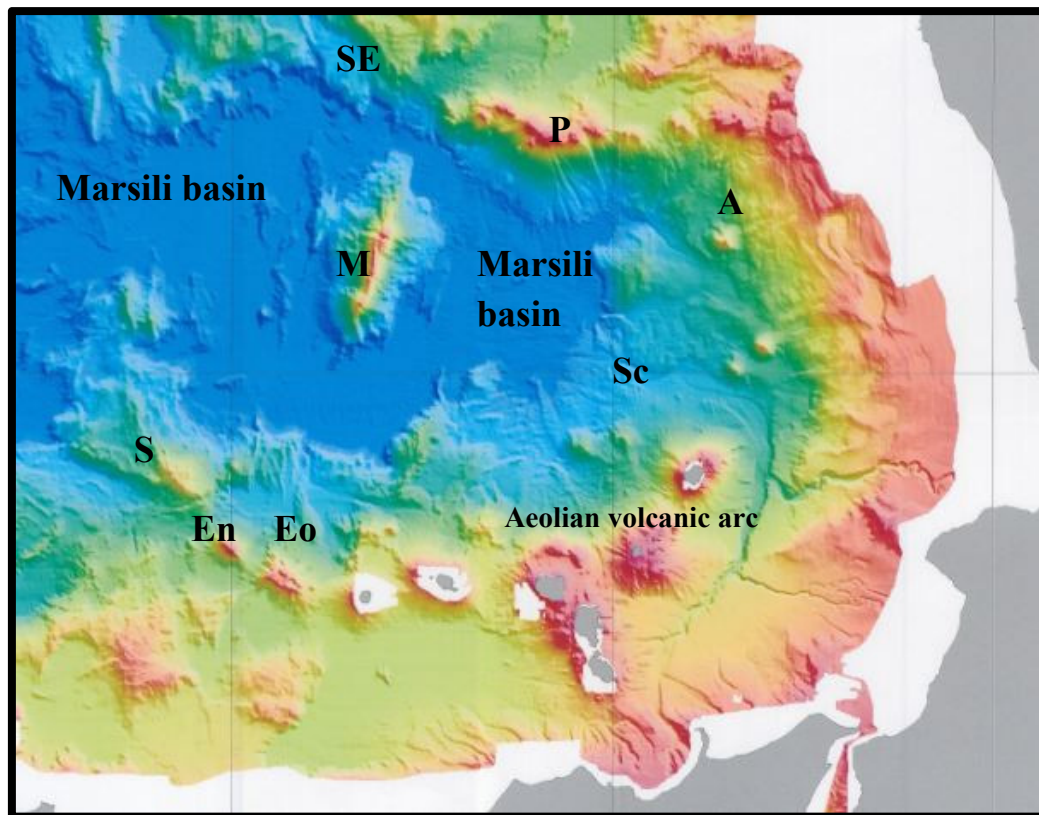 SE
P
Marsili basin
A
M
Marsili
basin
Sc
S
En
Eo
Aeolian volcanic arc